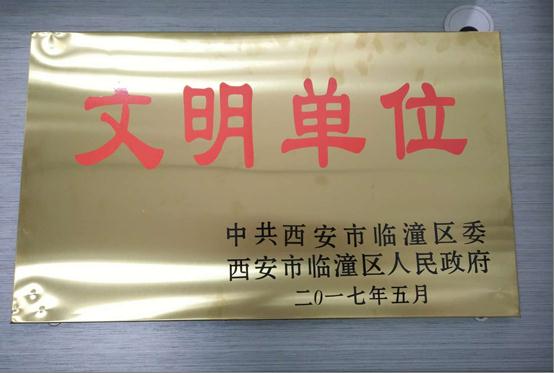 文明单位
中共西安市临潼区委
西安市临潼区人民政府
二0一七年五月